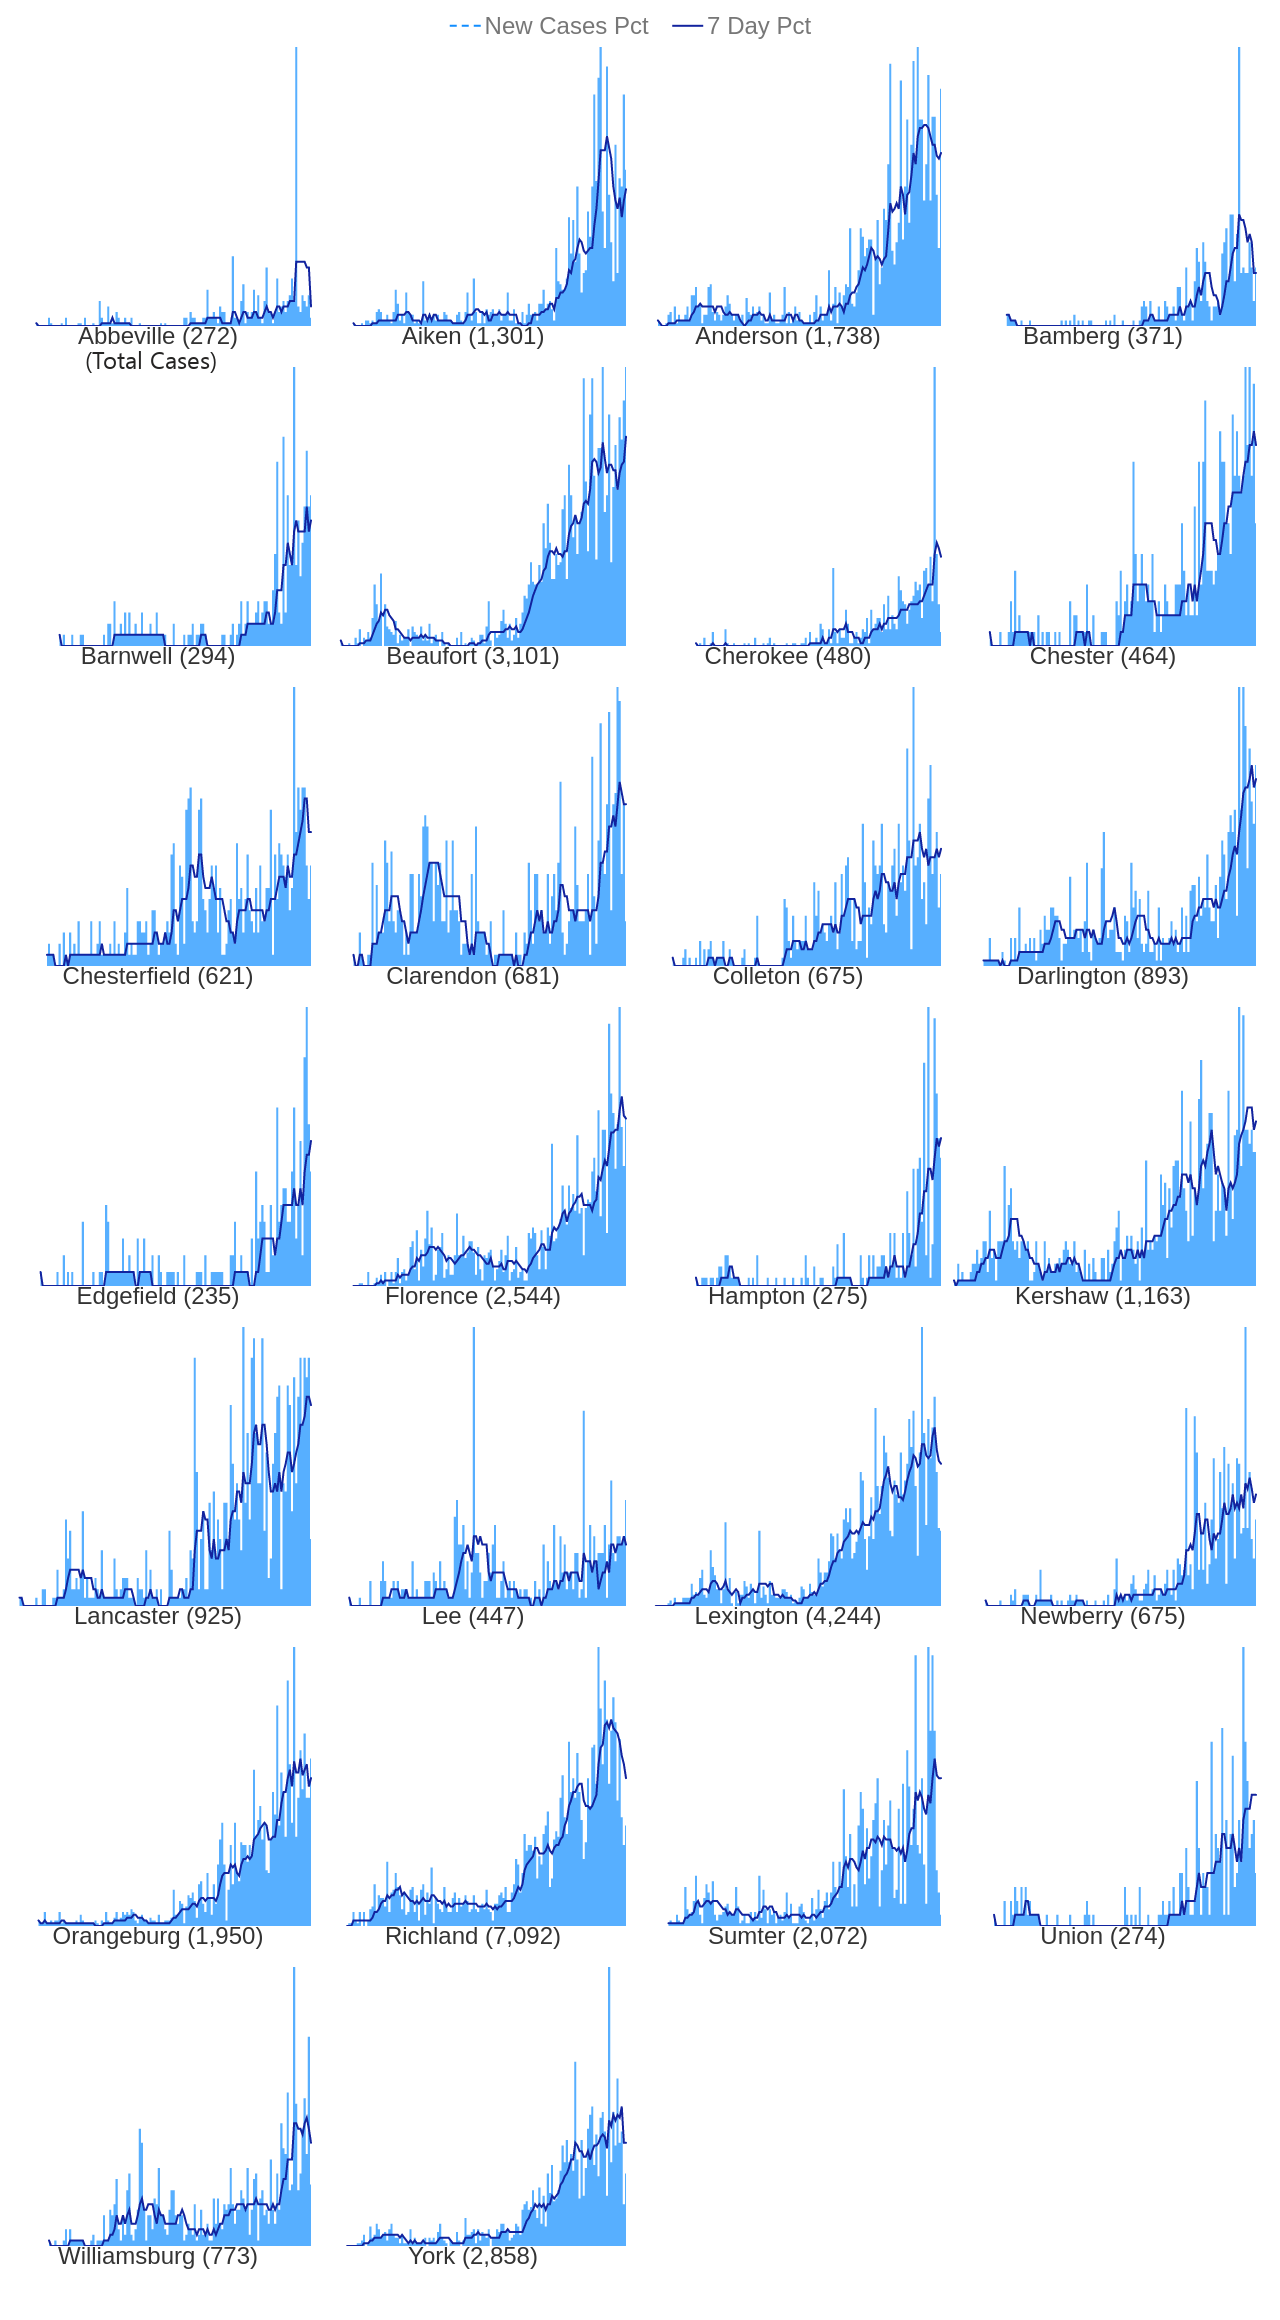 New Cases Pct 7 Day Pct
Abbeville (272) Aiken (1,301) Anderson (1,738) Bamberg (371)
(Total Cases)
Barnwell (294) Beaufort (3,101) Cherokee (480) Chester (464)
Chesterfield (621) Clarendon (681) Colleton (675) Darlington (893)
Edgefield (235) Florence (2,544) Hampton (275) Kershaw (1,163)
Lancaster (925) Lee (447) Lexington (4,244) Newberry (675)
Orangeburg (1,950) Richland (7,092) Sumter (2,072) Union (274)
Williamsburg (773) York (2,858)